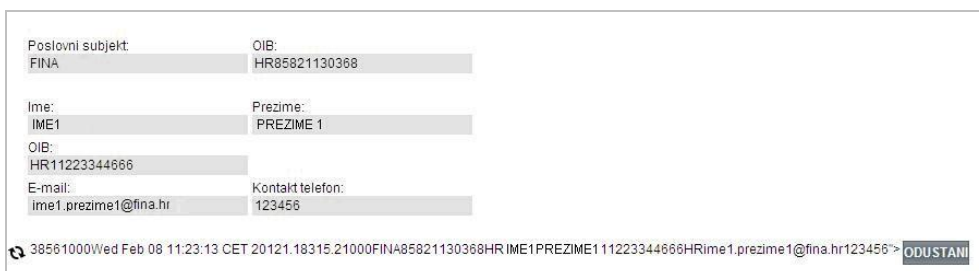 Poslovni subjekt: OIB:
FINA HR85821130368
Ime: Prezime:
IME1 PREZIME 1
OIB:
HR11223344666
E-mail: Kontakt telefon:
ime1.prezime1@fina.hr 123456
38561000Wed Feb 08 11:23:13 CET 20121.18315.21000FINA85821130368HR IME1PREZIME111223344666HRime1.prezime1@fina.hr123456"> ODUSTANI